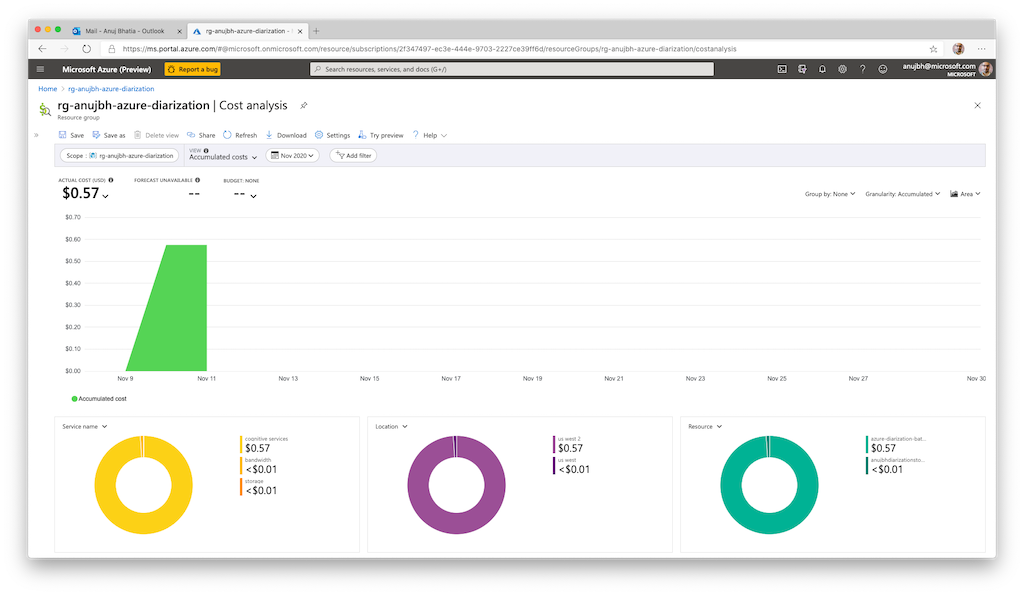 Mail - Anuj Bhatia - Outlook
rg-anujbh-azure-diarization -
https://ms.portal.azure.com/#@microsoft.onmicrosoft.com/resource/subscriptions/2f347497-ec3e-444e-9703-2227ce39ff6d/resourceGroups/rg-anujbh-azure-diarization/costanalysis
Microsoft Azure (Preview) Report a bug Search resources, services, and docs (G+/) anujbh@microsoft.com
MICROSOFT
Home > rg-anujbh-azure-diarization
rg-anujbh-azure-diarization | Cost analysis
Resource group
Save Save as Delete view Share Refresh Download Settings Try preview Help
Scope : rg-anujbh-azure-diarization
VIEW
Accumulated costs
Nov 2020
Add filter
ACTUAL COST (USD) FORECAST UNAVAILABLE BUDGET: NONE
$0.57 -- --
Group by: None Granularity: Accumulated Area
$0.70
$0.60
$0.50
$0.40
$0.30
$0.20
$0.10
$0.00
Nov 9 Nov 11 Nov 13 Nov 15 Nov 17 Nov 19 Nov 21 Nov 23 Nov 25 Nov 27 Nov 30
Accumulated cost
Service name
cognitive services
$0.57
bandwidth
<$0.01
storage
<$0.01
Location
us west 2
$0.57
us west
<$0.01
Resource
azure-diarization-bat...
$0.57
anujbhdiarizationsto...
<$0.01